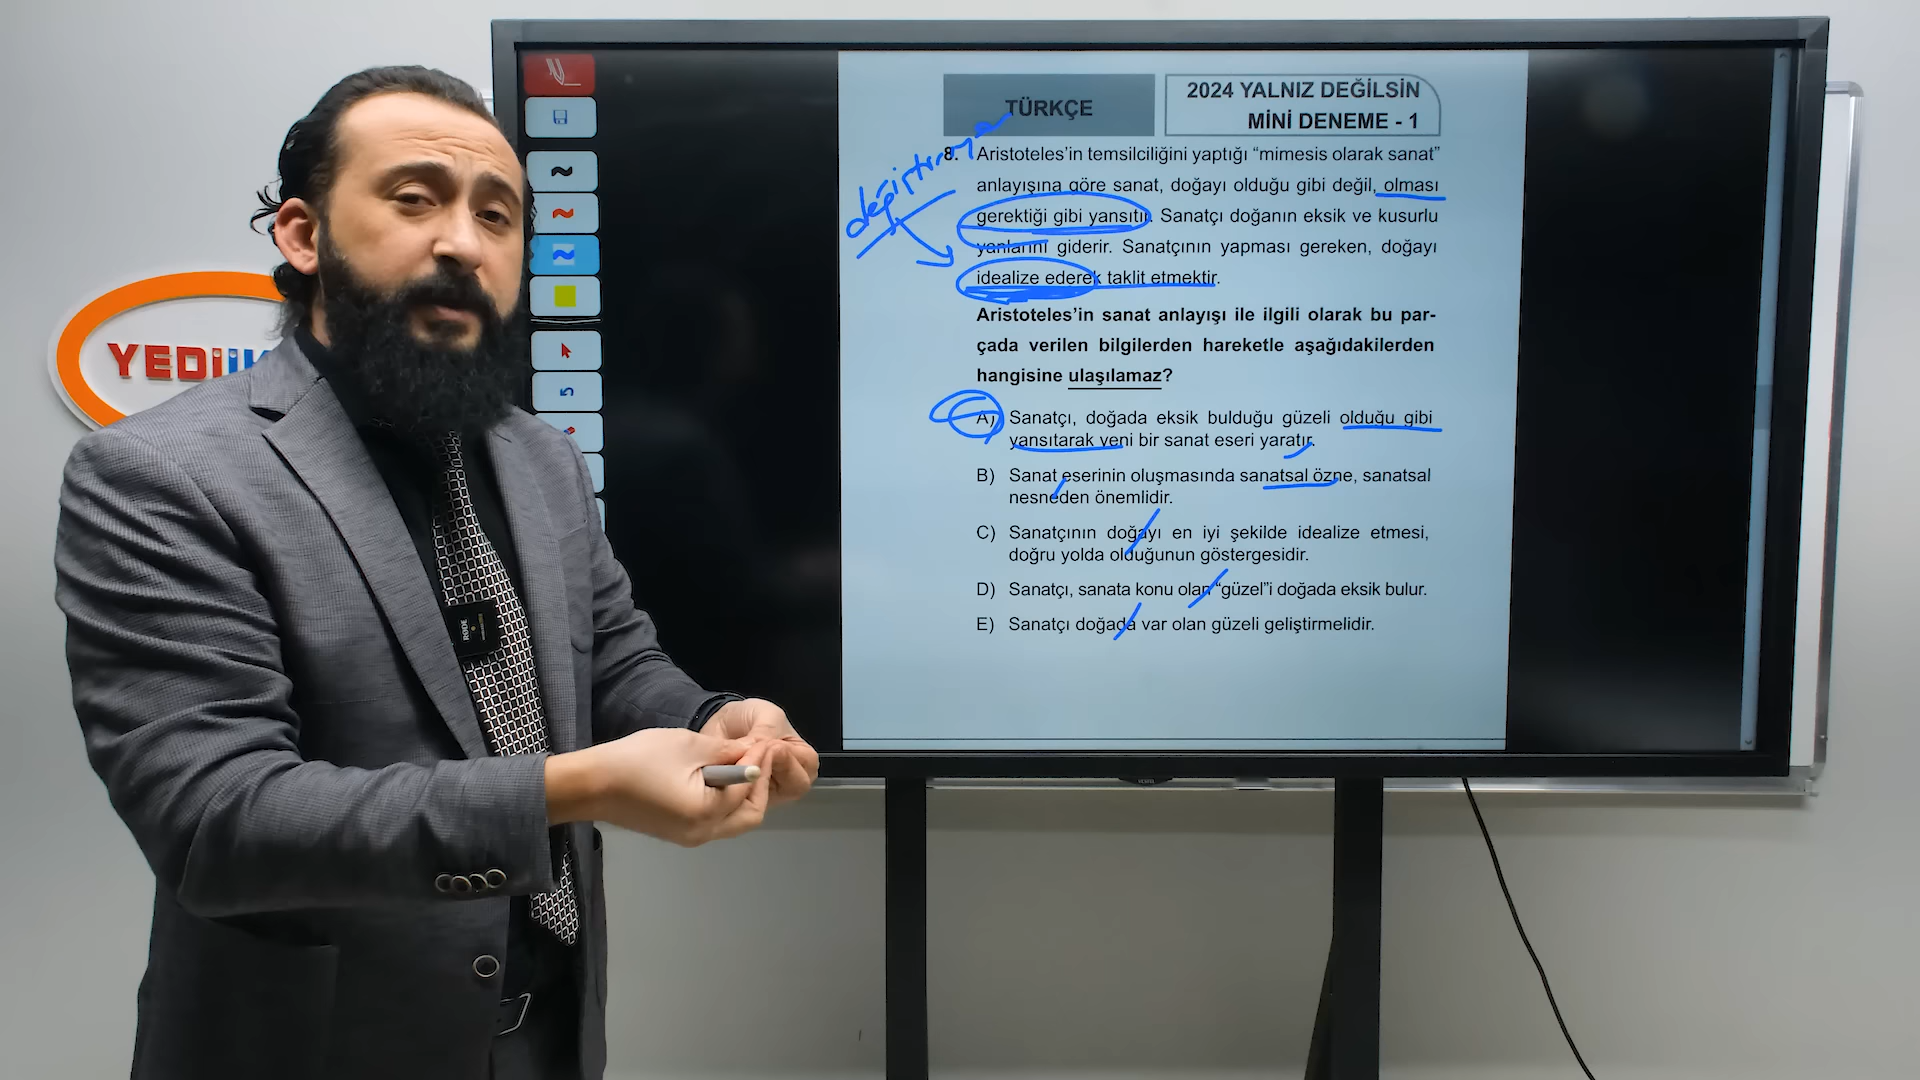 YEDi
RODE
TÜRKÇE
2024 YALNIZ DEĞİLSİN
MİNİ DENEME - 1
değiştiriyor
8. Aristoteles’in temsilciliğini yaptığı “mimesis olarak sanat”
anlayışına göre sanat, doğayı olduğu gibi değil, olması
gerektiği gibi yansıtır. Sanatçı doğanın eksik ve kusurlu
yanlarını giderir. Sanatçının yapması gereken, doğayı
idealize ederek taklit etmektir.
Aristoteles’in sanat anlayışı ile ilgili olarak bu par-
çada verilen bilgilerden hareketle aşağıdakilerden
hangisine ulaşılamaz?
A) Sanatçı, doğada eksik bulduğu güzeli olduğu gibi
yansıtarak yeni bir sanat eseri yaratır.
B) Sanat eserinin oluşmasında sanatsal özne, sanatsal
nesneden önemlidir.
C) Sanatçının doğayı en iyi şekilde idealize etmesi,
doğru yolda olduğunun göstergesidir.
D) Sanatçı, sanata konu olan “güzel”i doğada eksik bulur.
E) Sanatçı doğada var olan güzeli geliştirmelidir.